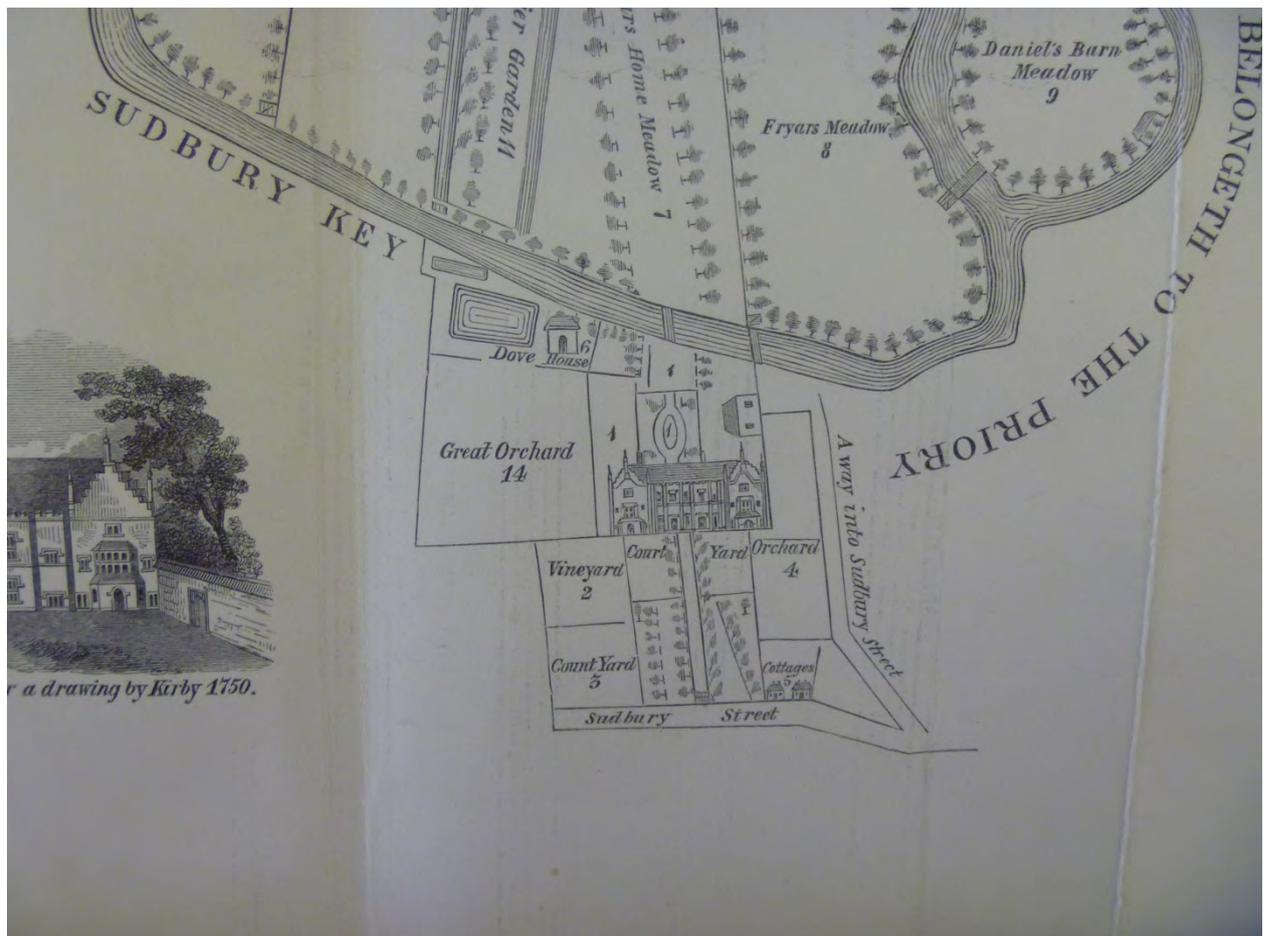 SUDBURY KEY
Garden 11
Home Meadow 7
Daniel's Barn
Meadow
9
Fryars Meadow
8
BELONGETH TO THE PRIORY
6
Dove House
1
1
1
Great Orchard
14
A way into Sudbury Street
Court Yard
Orchard
4
Vineyard
2
Count Yard
3
Cottages
5
Sudbury Street
a drawing by Kirby 1750.